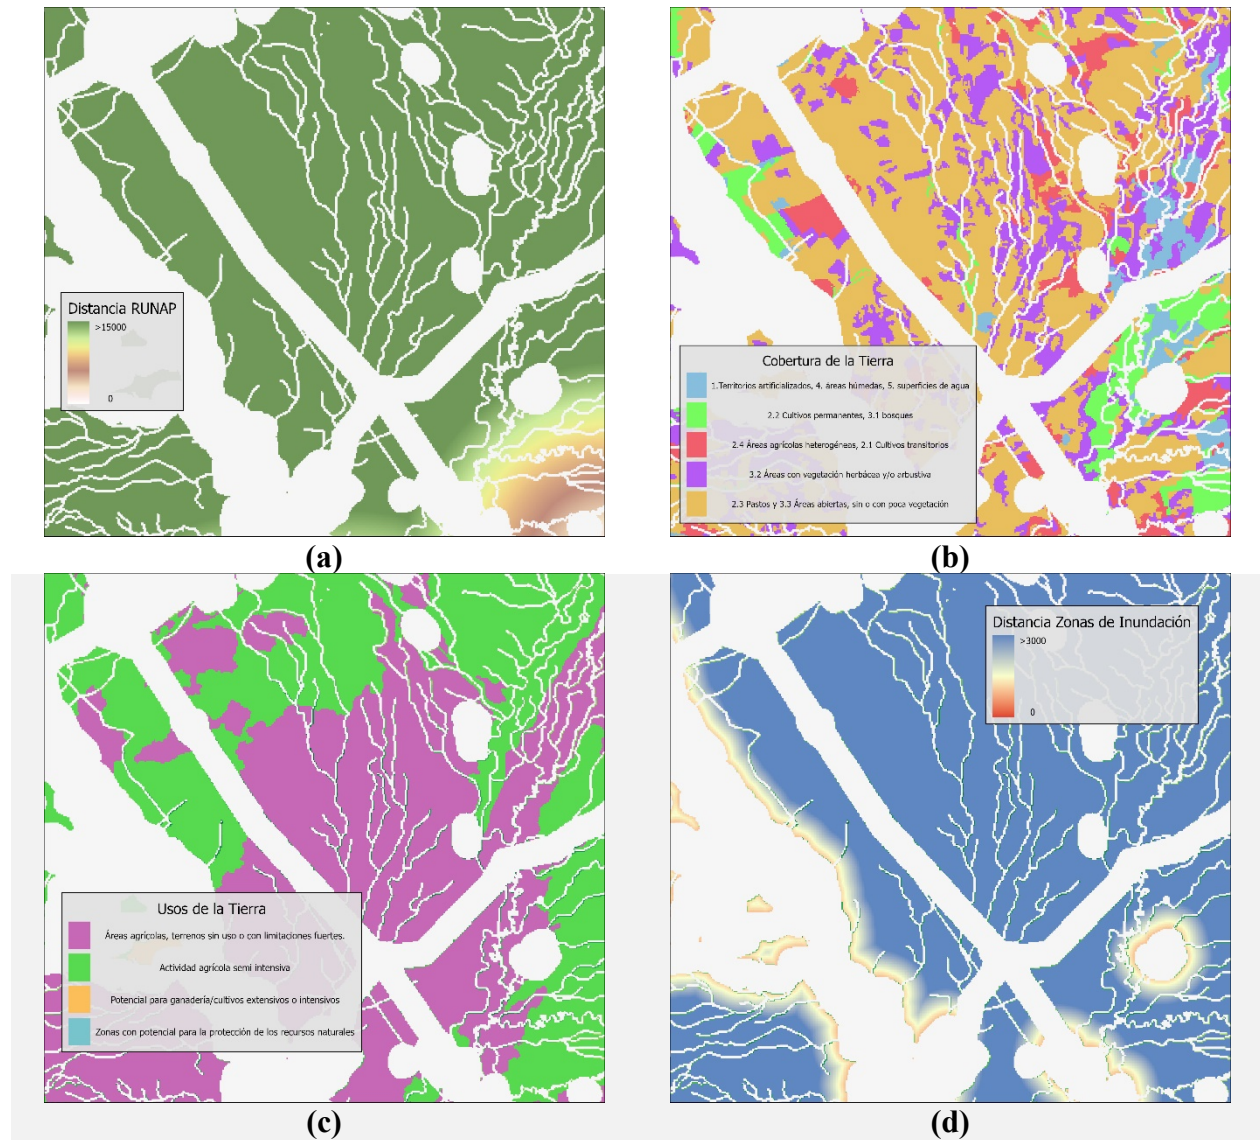 Distancia RUNAP
>15000
0
(a)
Cobertura de la Tierra
1.Territorios artificializados, 4. áreas húmedas, 5. superficies de agua
2.2 Cultivos permanentes, 3.1 bosques
2.4 Áreas agrícolas heterogéneas, 2.1 Cultivos transitorios
3.2 Áreas con vegetación herbácea y/o arbustiva
2.3 Pastos y 3.3 Áreas abiertas, sin o con poca vegetación
(b)
Usos de la Tierra
Áreas agrícolas, terrenos sin uso o con limitaciones fuertes.
Actividad agrícola semi intensiva
Potencial para ganadería/cultivos extensivos o intensivos
Zonas con potencial para la protección de los recursos naturales
(c)
Distancia Zonas de Inundación
>3000
0
(d)